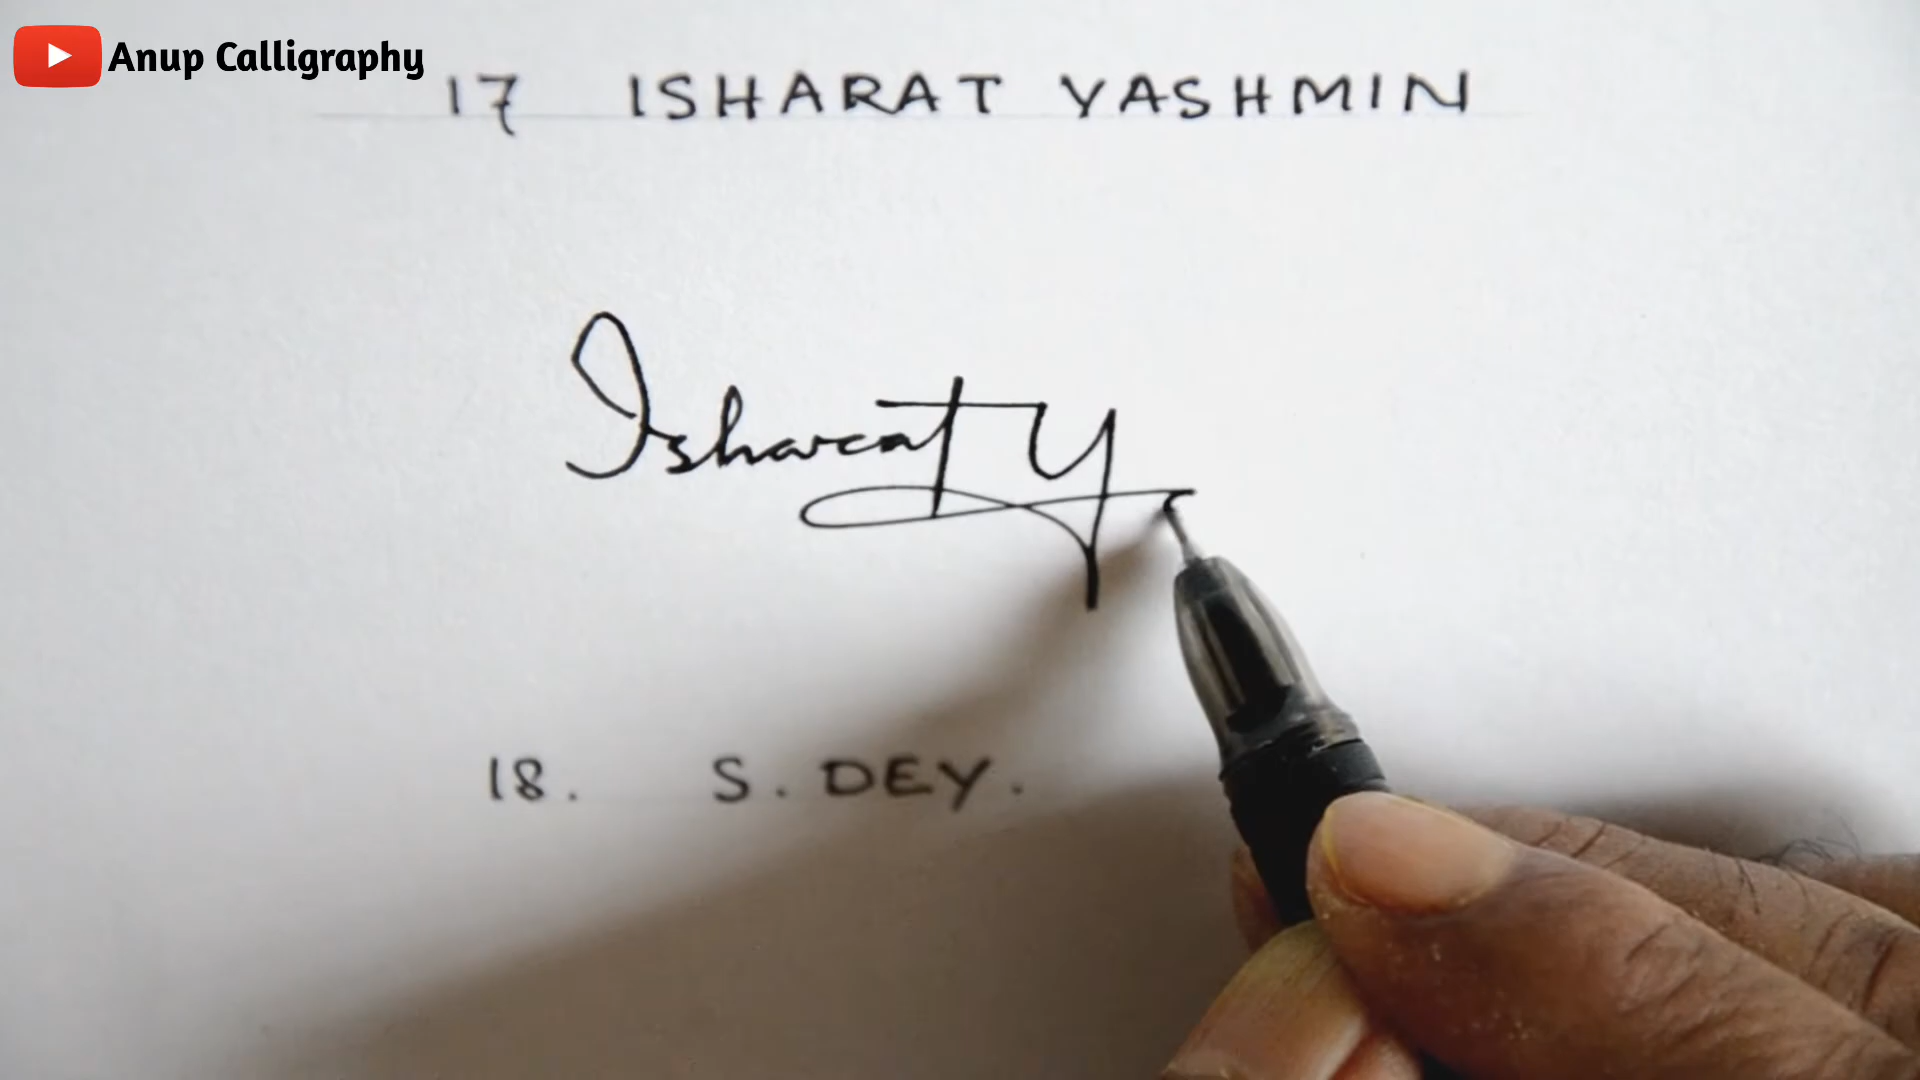 Anup Calligraphy
17 ISHARAT YASHMIN
Isharat Y
18. S. DEY.